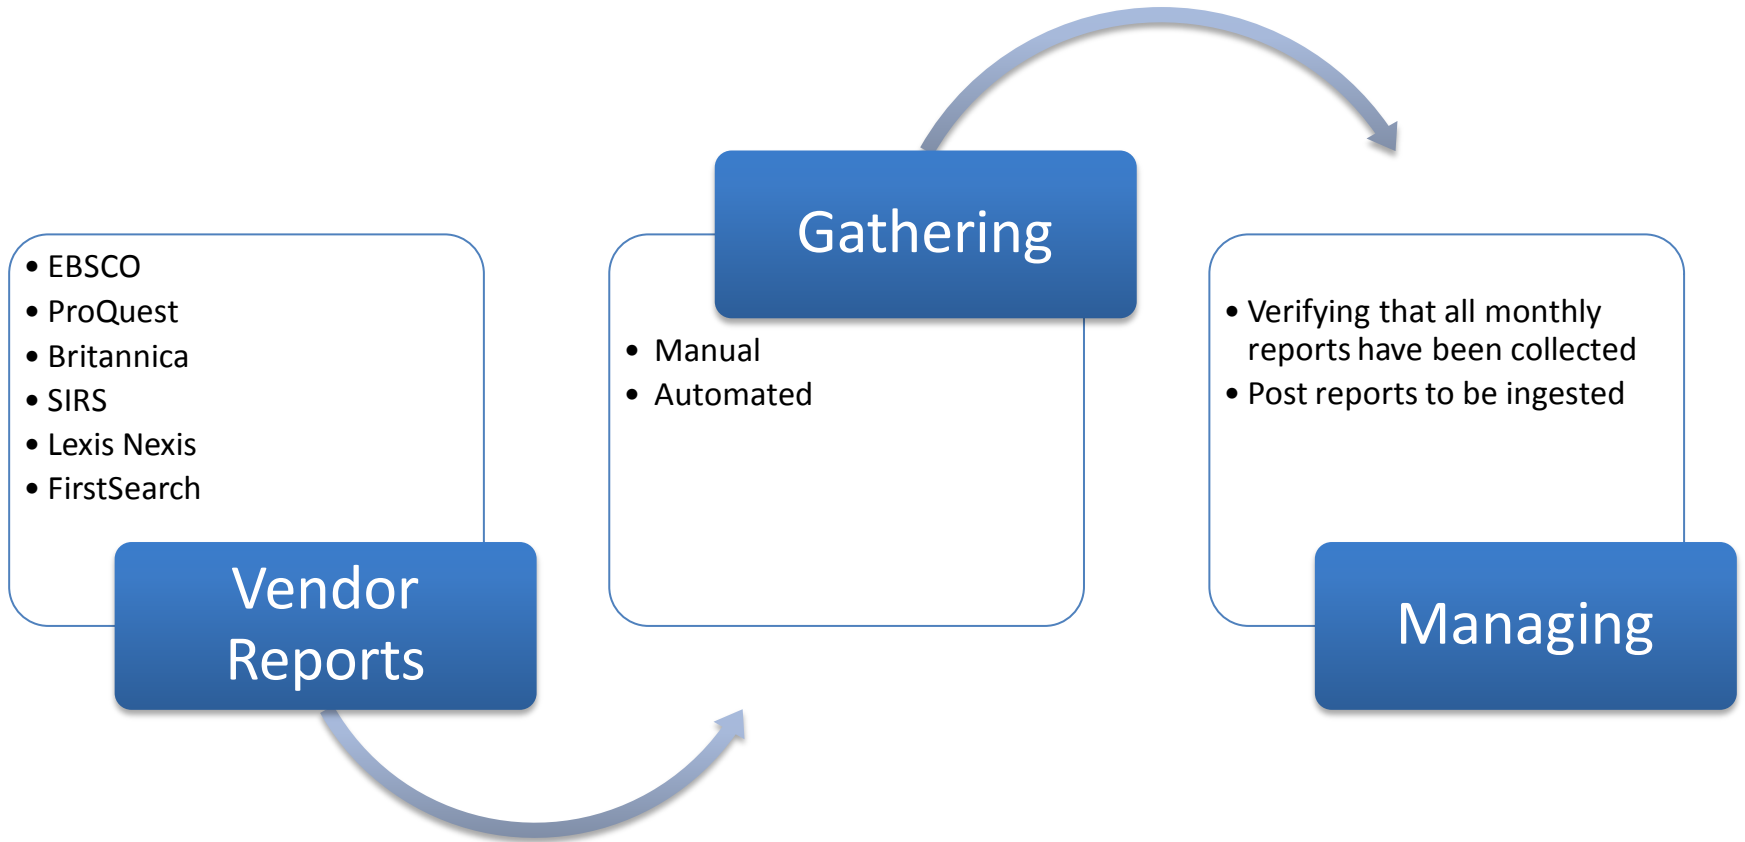 • EBSCO
• ProQuest
• Britannica
• SIRS
• Lexis Nexis
• FirstSearch
Vendor
Reports
Gathering
• Manual
• Automated
• Verifying that all monthly
reports have been collected
• Post reports to be ingested
Managing